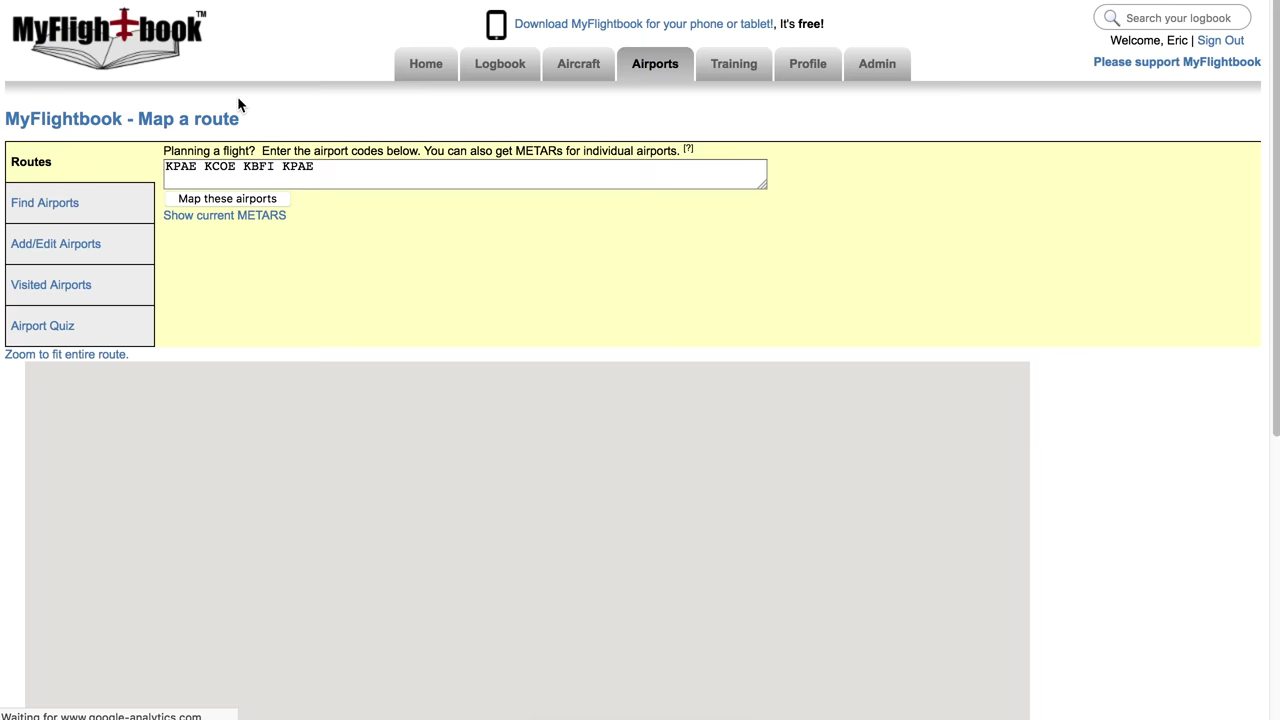 MyFlightbook™
Download MyFlightbook for your phone or tablet!, It's free!
Search your logbook
Welcome, Eric | Sign Out
Please support MyFlightbook
Home
Logbook
Aircraft
Airports
Training
Profile
Admin
MyFlightbook - Map a route
Routes
Find Airports
Add/Edit Airports
Visited Airports
Airport Quiz
Planning a flight? Enter the airport codes below. You can also get METARs for individual airports. [?]
KPAE KCOE KBFI KPAE
Map these airports
Show current METARS
Zoom to fit entire route.
Waiting for www.google-analytics.com